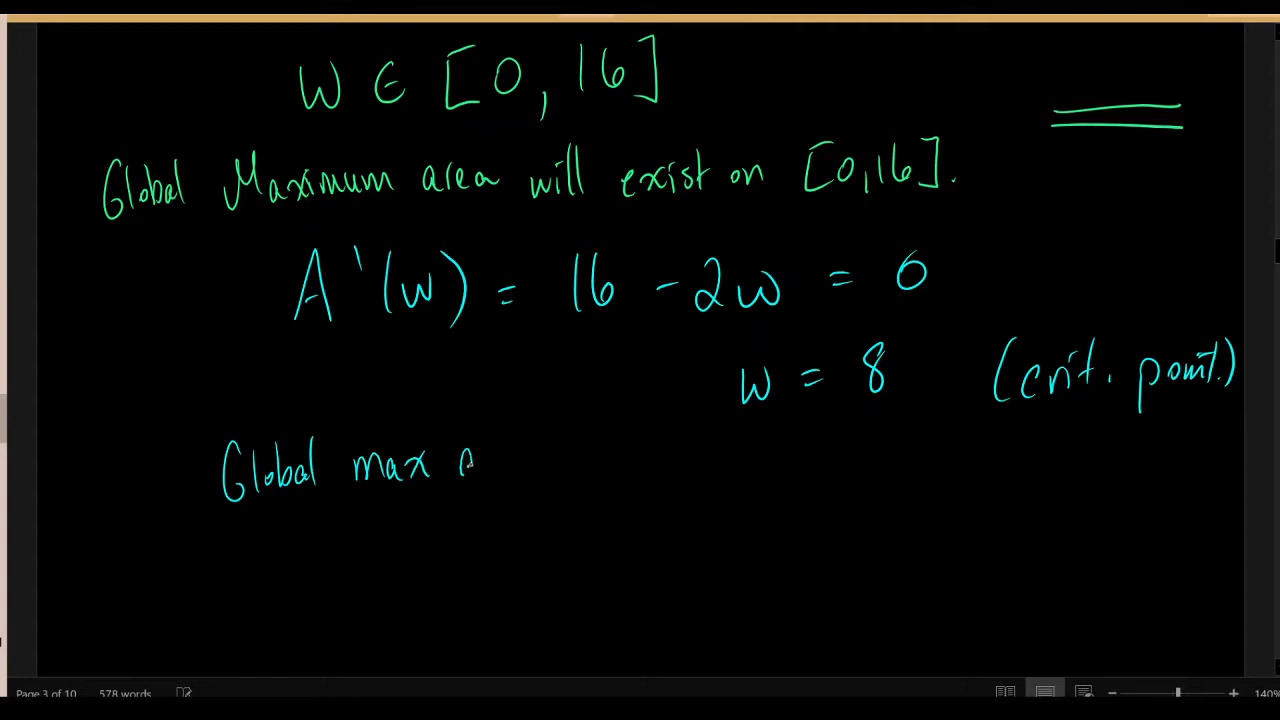 W ∈ [0, 16]
Global Maximum area will exist on [0,16].
A'(w) = 16 - 2w = 0
w = 8 (crit. point.)
Global max
Page 3 of 10 578 words 140%